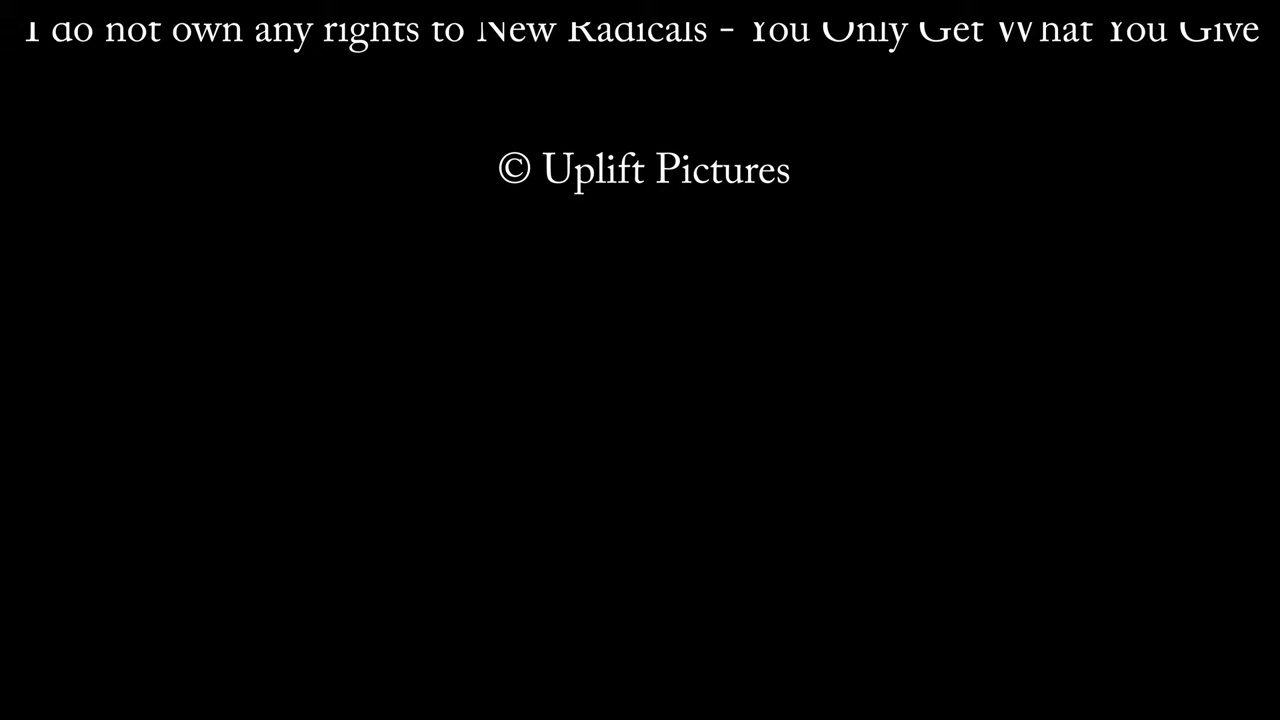 I do not own any rights to New Radicals - You Only Get What You Give
© Uplift Pictures